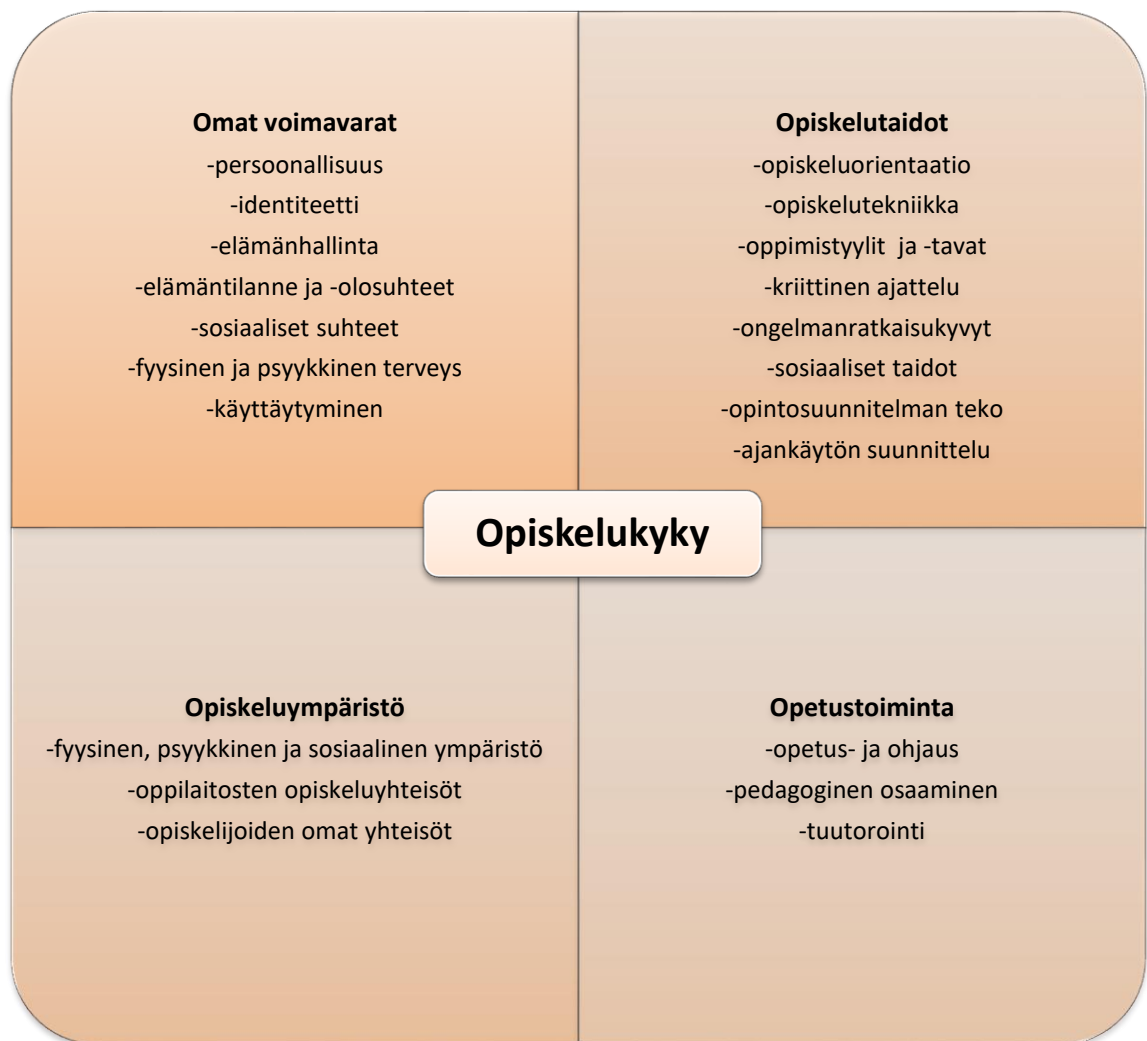 Omat voimavarat
-persoonallisuus
-identiteetti
-elämänhallinta
-elämäntilanne ja -olosuhteet
-sosiaaliset suhteet
-fyysinen ja psyykkinen terveys
-käyttäytyminen
Opiskelutaidot
-opiskeluorientaatio
-opiskelutekniikka
-oppimistyylit ja -tavat
-kriittinen ajattelu
-ongelmanratkaisukyvyt
-sosiaaliset taidot
-opintosuunnitelman teko
-ajankäytön suunnittelu
Opiskelukyky
Opiskeluympäristö
-fyysinen, psyykkinen ja sosiaalinen ympäristö
-oppilaitosten opiskeluyhteisöt
-opiskelijoiden omat yhteisöt
Opetustoiminta
-opetus- ja ohjaus
-pedagoginen osaaminen
-tuutorointi